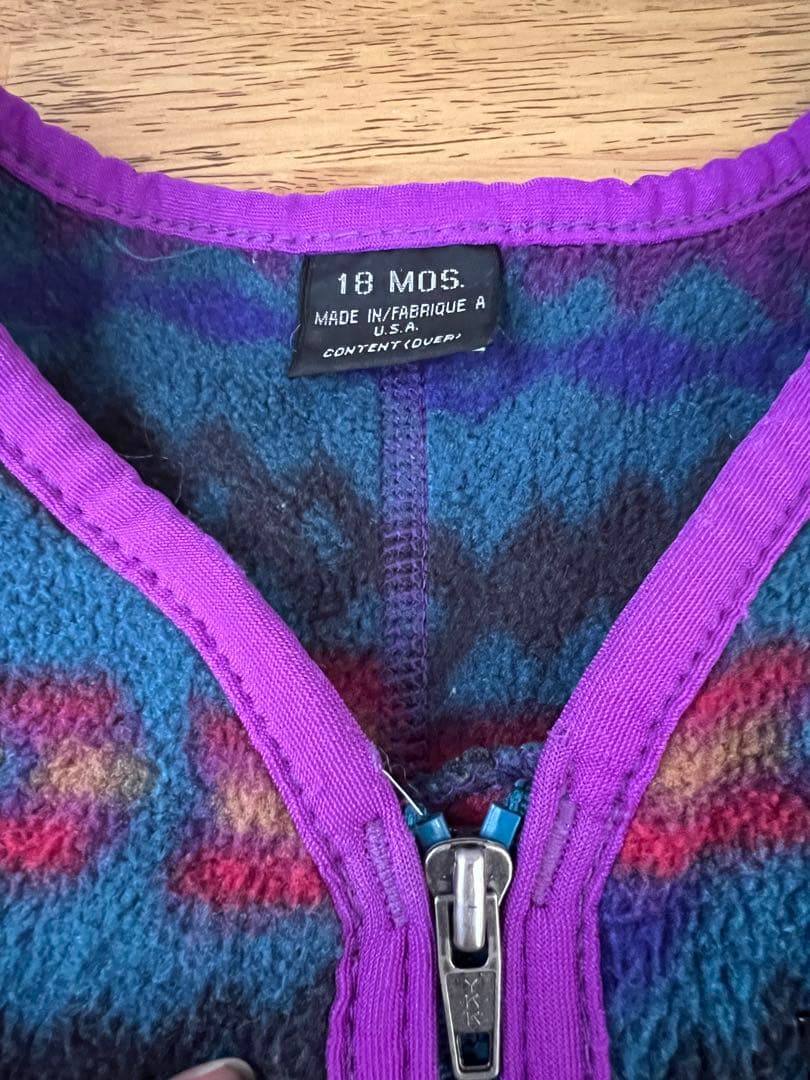 18 MOS.
MADE IN/FABRIQUE A
U.S.A.
CONTENT (OVER)
YKK